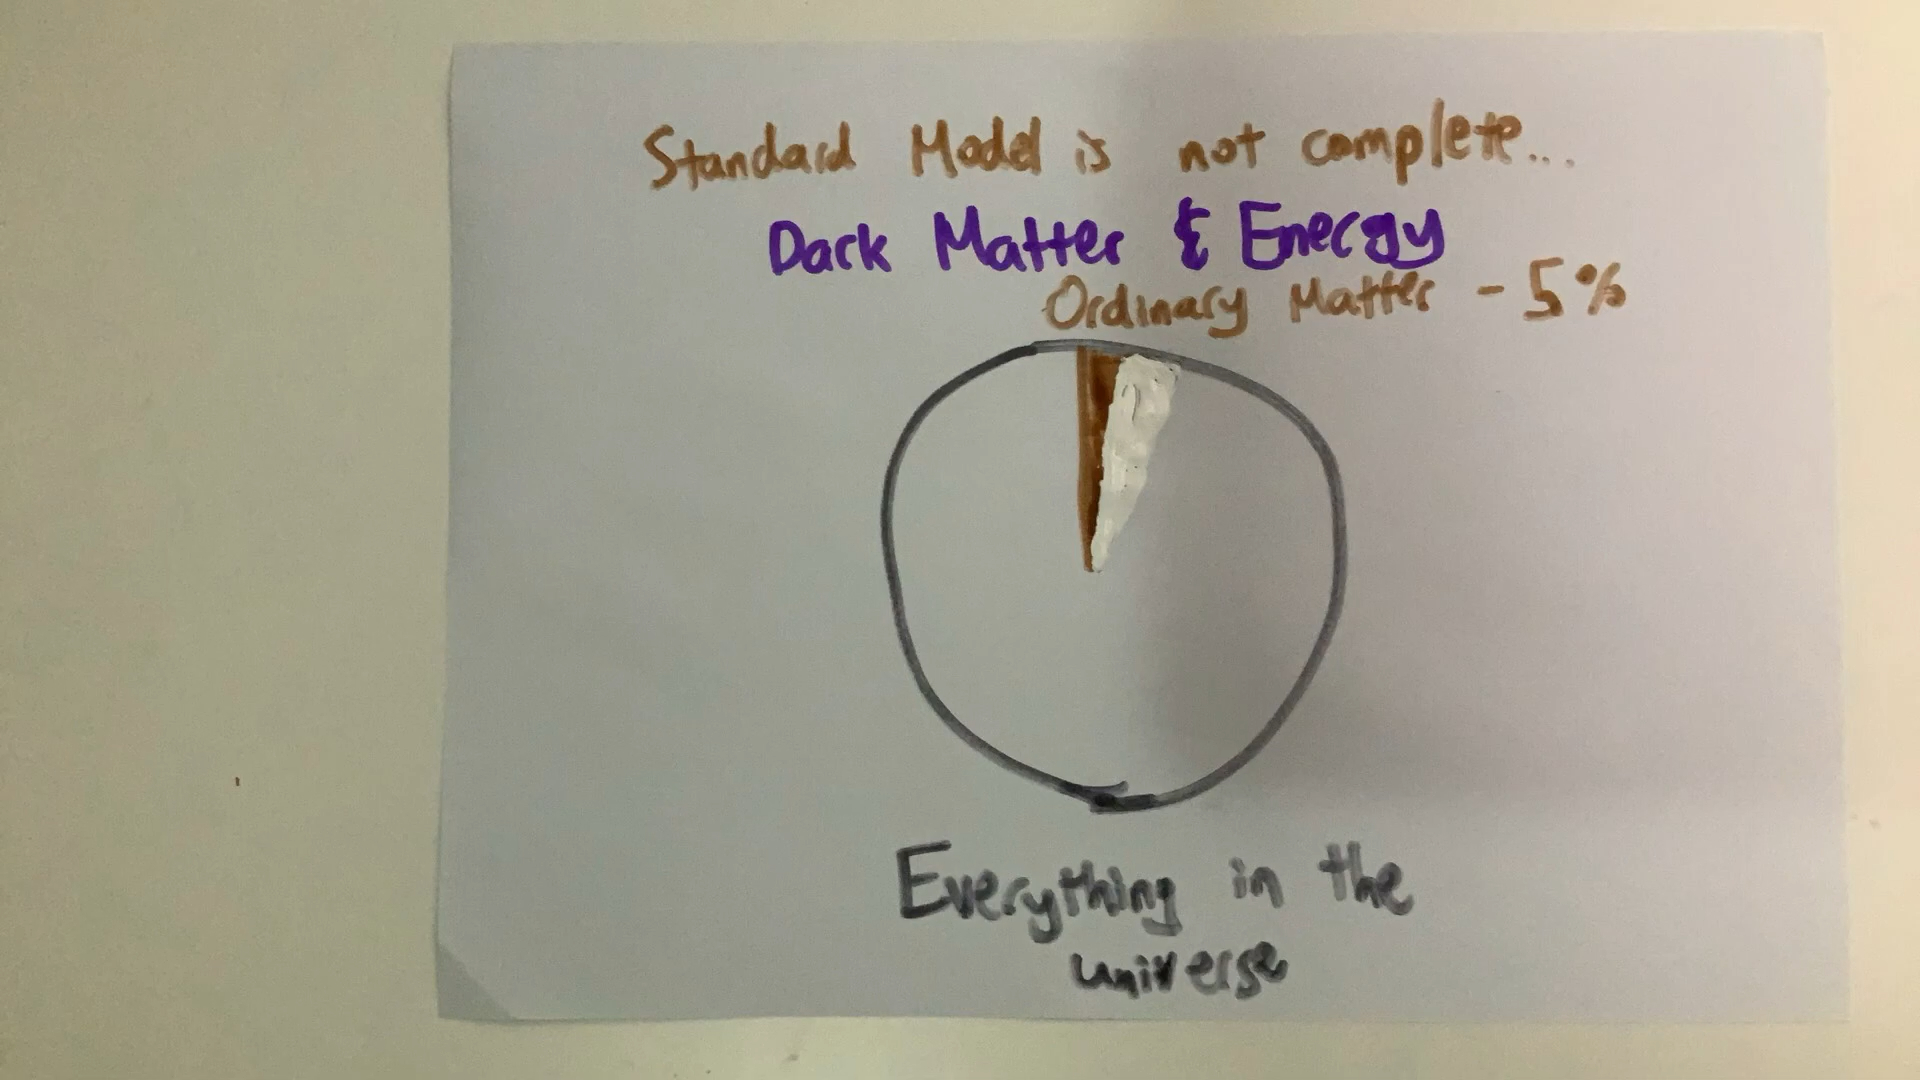 Standard Model is not complete...
Dark Matter & Energy
Ordinary Matter - 5%
Everything in the
universe